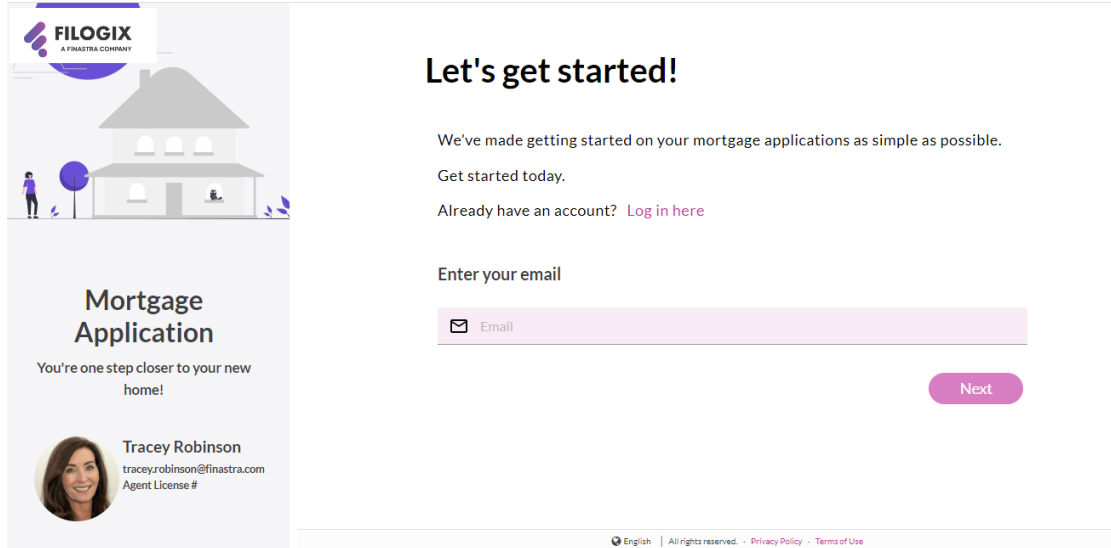 FILOGIX
A FINASTRA COMPANY
Mortgage
Application
You're one step closer to your new
home!
Tracey Robinson
tracey.robinson@finastra.com
Agent License #
Let's get started!
We’ve made getting started on your mortgage applications as simple as possible.
Get started today.
Already have an account? Log in here
Enter your email
Email
Next
English | All rights reserved. · Privacy Policy · Terms of Use